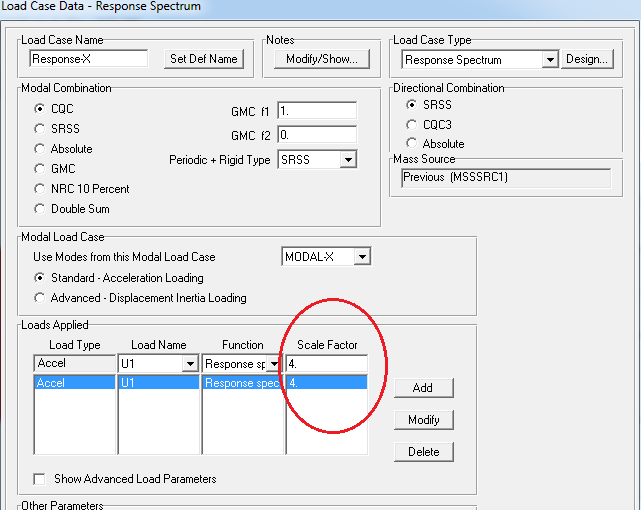 Load Case Data - Response Spectrum
Load Case Name
Notes
Load Case Type
Response-X
Set Def Name
Modify/Show...
Response Spectrum
Design...
Modal Combination
Directional Combination
CQC
GMC f1
1.
SRSS
SRSS
GMC f2
0.
CQC3
Absolute
Periodic + Rigid Type
SRSS
Absolute
GMC
Mass Source
NRC 10 Percent
Previous (MSSSRC1)
Double Sum
Modal Load Case
Use Modes from this Modal Load Case
MODAL-X
Standard - Acceleration Loading
Advanced - Displacement Inertia Loading
Loads Applied
Load Type
Load Name
Function
Scale Factor
Accel
U1
Response sp
4.
Accel
U1
Response spec
4.
Add
Modify
Delete
Show Advanced Load Parameters
Other Parameters